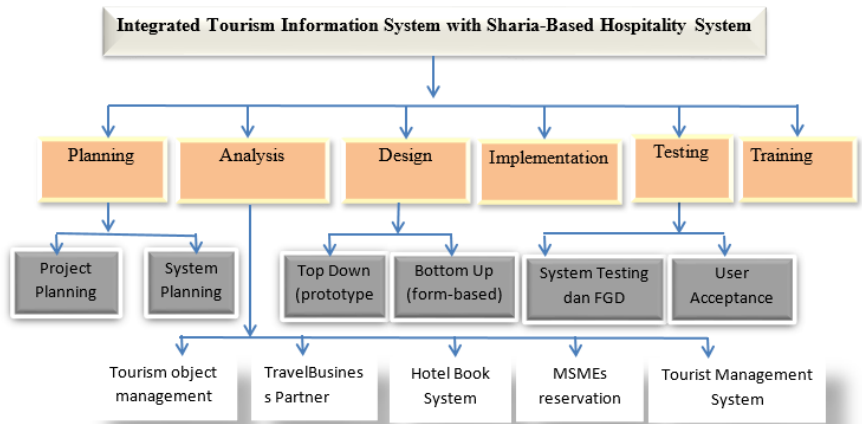 Integrated Tourism Information System with Sharia-Based Hospitality System
Planning
Analysis
Design
Implementation
Testing
Training
Project
Planning
System
Planning
Top Down
(prototype
Bottom Up
(form-based)
System Testing
dan FGD
User
Acceptance
Tourism object
management
TravelBusines
s Partner
Hotel Book
System
MSMEs
reservation
Tourist Management
System